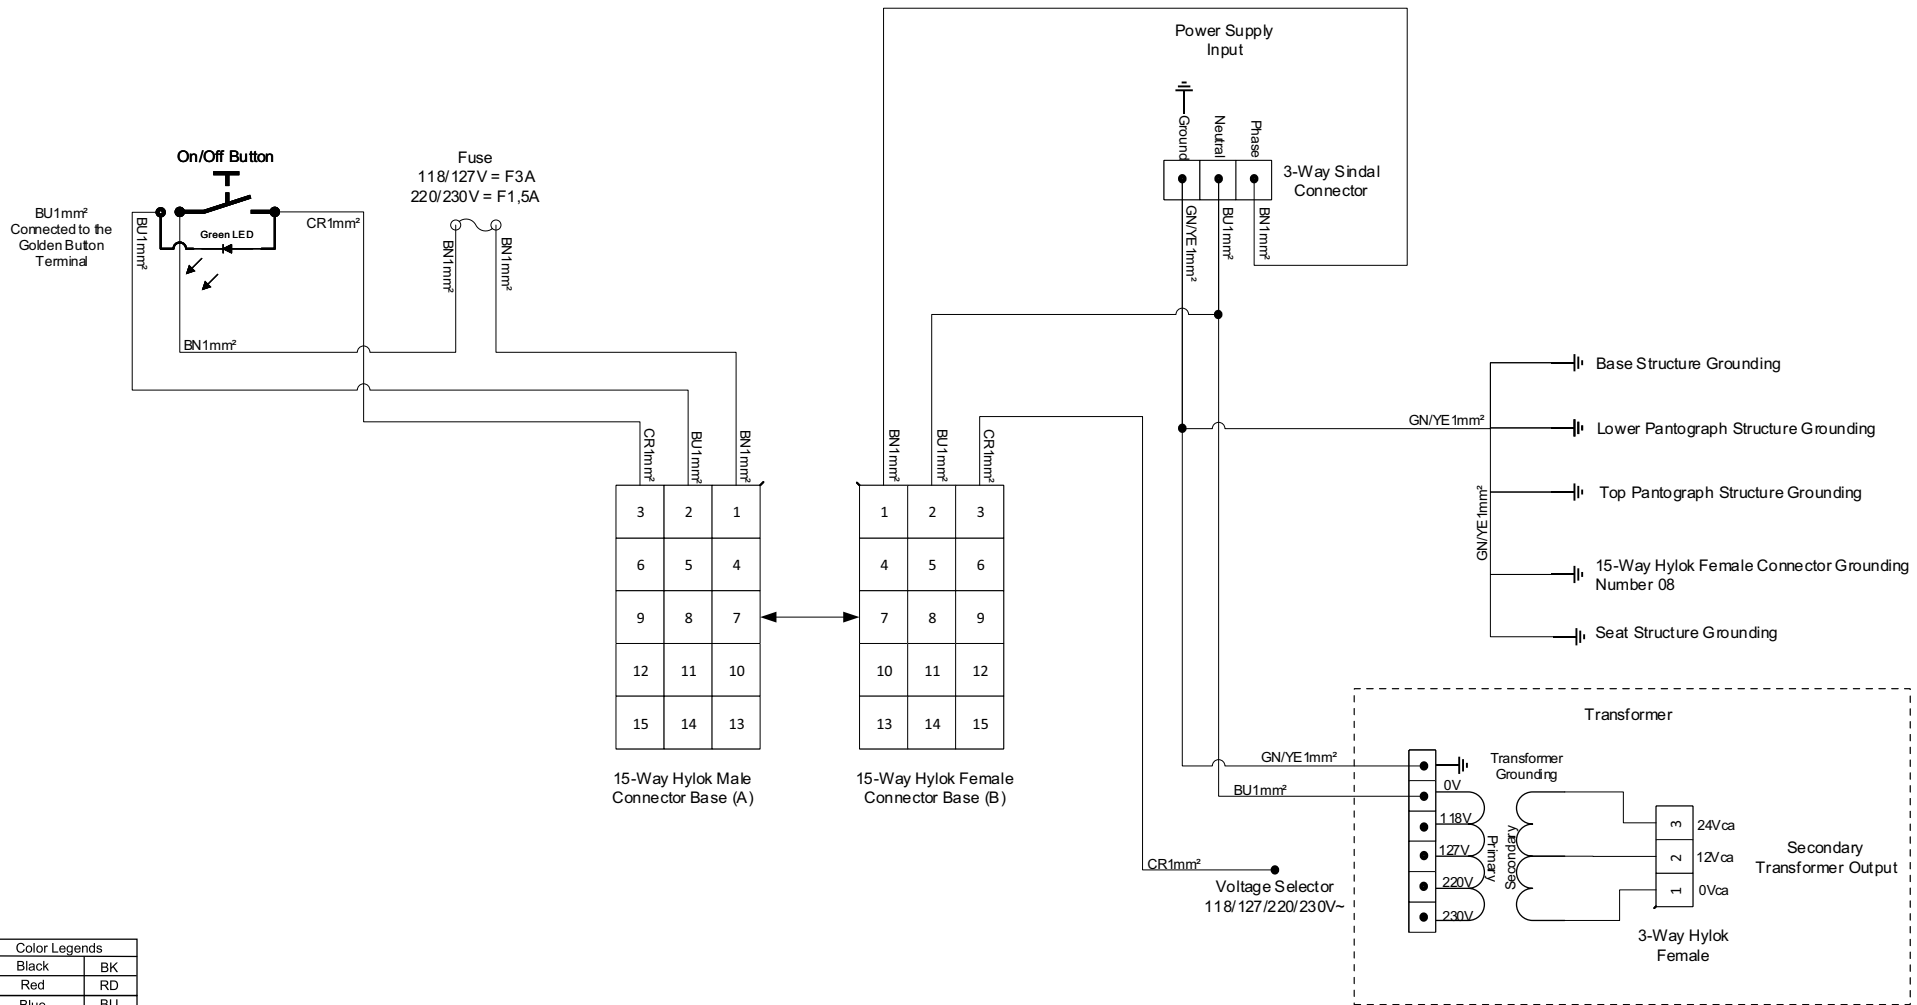 Power Supply
Input
Ground
Neutral
Phase
3-Way Sindal
Connector
GN/YE1mm²
BU1mm²
BN1mm²
On/Off Button
Green LED
BU1mm²
Connected to the
Golden Button
Terminal
BU1mm²
CR1mm²
BN1mm²
Fuse
118/127V = F3A
220/230V = F1,5A
BN1mm²
BN1mm²
CR1mm²
BU1mm²
BN1mm²
3 2 1
6 5 4
9 8 7
12 11 10
15 14 13
15-Way Hylok Male
Connector Base (A)
BN1mm²
BU1mm²
CR1mm²
1 2 3
4 5 6
7 8 9
10 11 12
13 14 15
15-Way Hylok Female
Connector Base (B)
GN/YE1mm²
GN/YE1mm²
Base Structure Grounding
Lower Pantograph Structure Grounding
Top Pantograph Structure Grounding
15-Way Hylok Female Connector Grounding
Number 08
Seat Structure Grounding
Transformer
GN/YE1mm²
BU1mm²
CR1mm²
Voltage Selector
118/127/220/230V~
Transformer
Grounding
0V
118V
127V
220V
230V
Primary
Secondary
3 24Vca
2 12Vca
1 0Vca
3-Way Hylok
Female
Secondary
Transformer Output
Color Legends
Black BK
Red RD
Blue BU